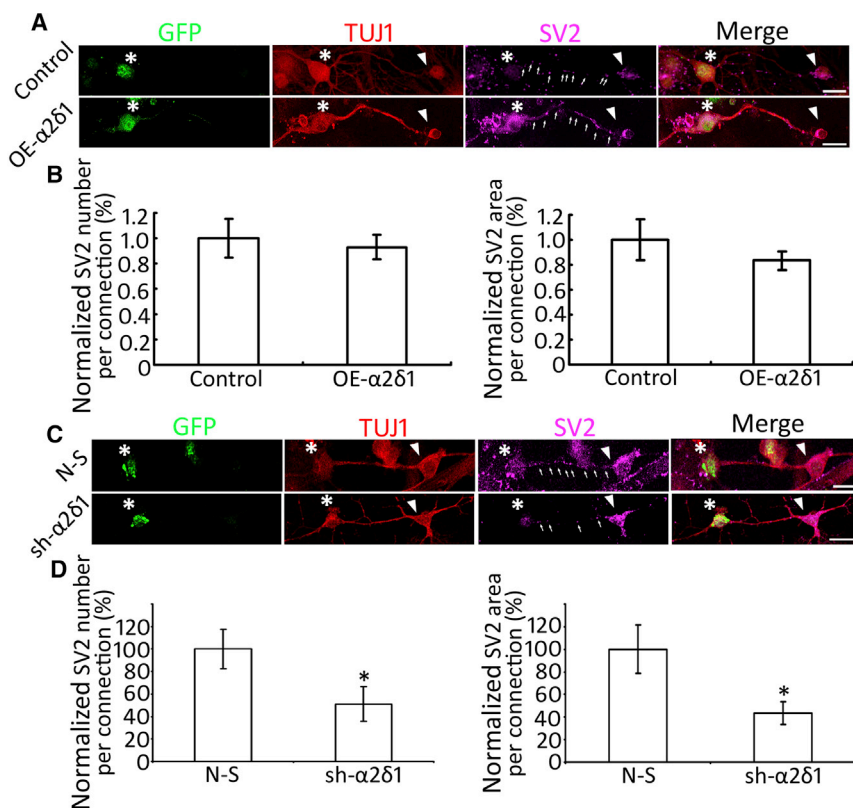 A
GFP TUJ1 SV2 Merge
* * * *
Control
* * * *
OE-α2δ1
B
Normalized SV2 number
per connection (%)
1.2
1.0
0.8
0.6
0.4
0.2
0
Control OE-α2δ1
Normalized SV2 area
per connection (%)
1.2
1.0
0.8
0.6
0.4
0.2
0
Control OE-α2δ1
C
GFP TUJ1 SV2 Merge
* * * *
N-S
* * * *
sh-α2δ1
D
Normalized SV2 number
per connection (%)
120
100
80
60
40
20
0
*
N-S sh-α2δ1
Normalized SV2 area
per connection (%)
120
100
80
60
40
20
0
*
N-S sh-α2δ1